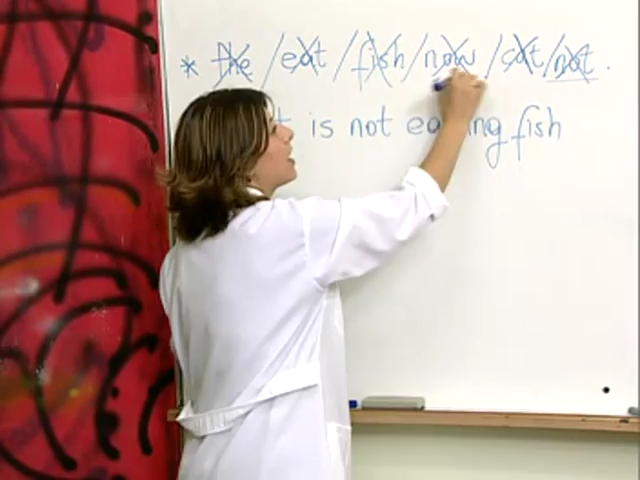 * the / eat / fish / now / cat / not .
is not eating fish